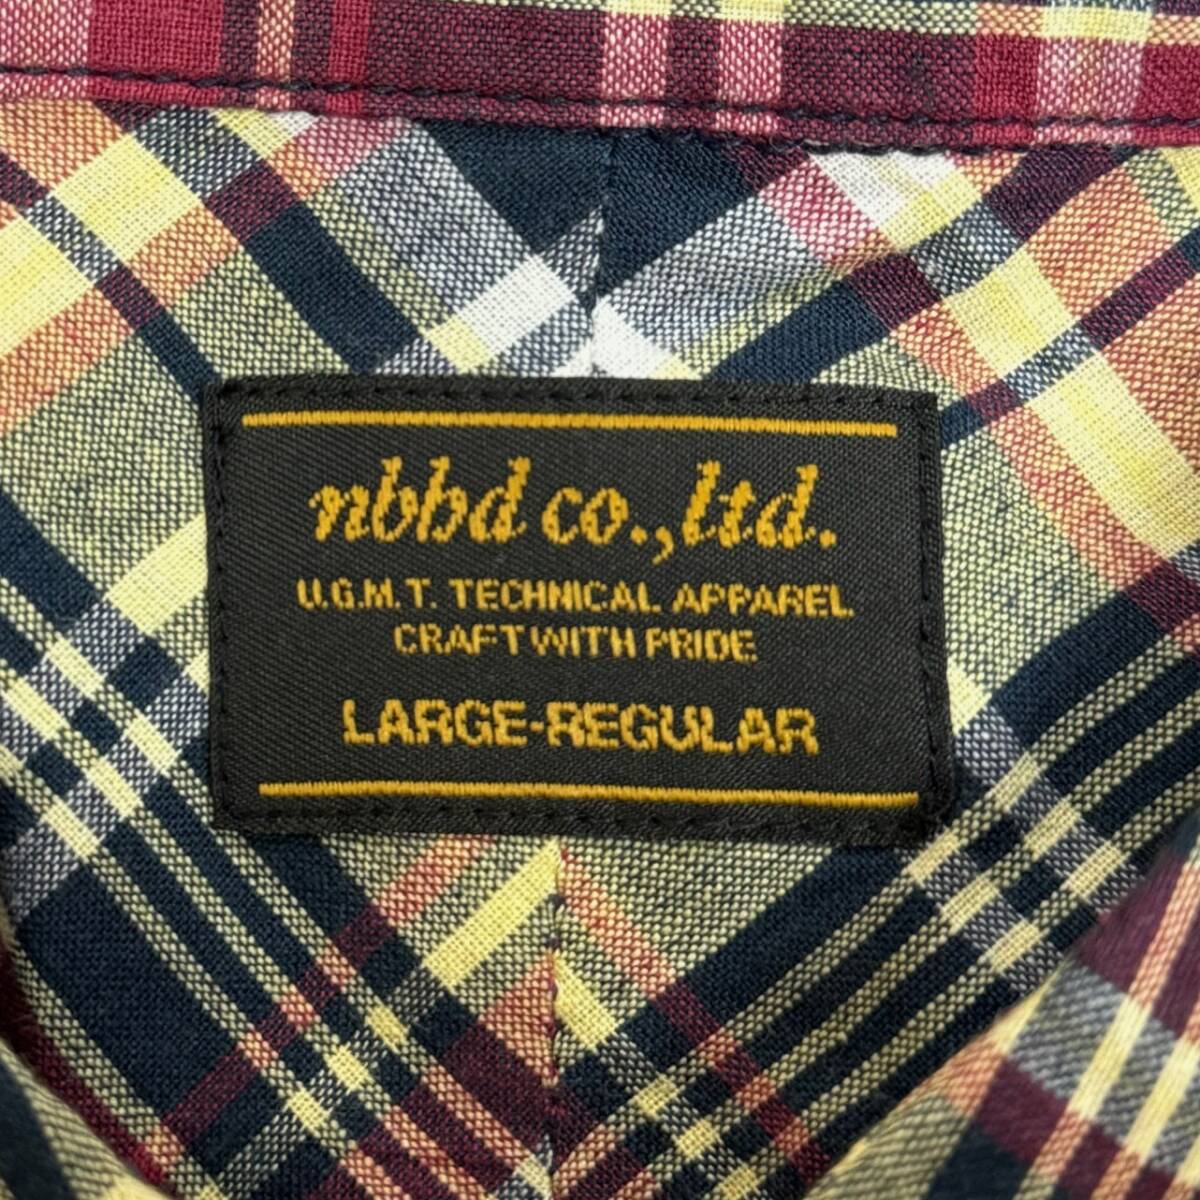 nbbd co.,ltd.
U.G.M.T. TECHNICAL APPAREL
CRAFT WITH PRIDE
LARGE-REGULAR